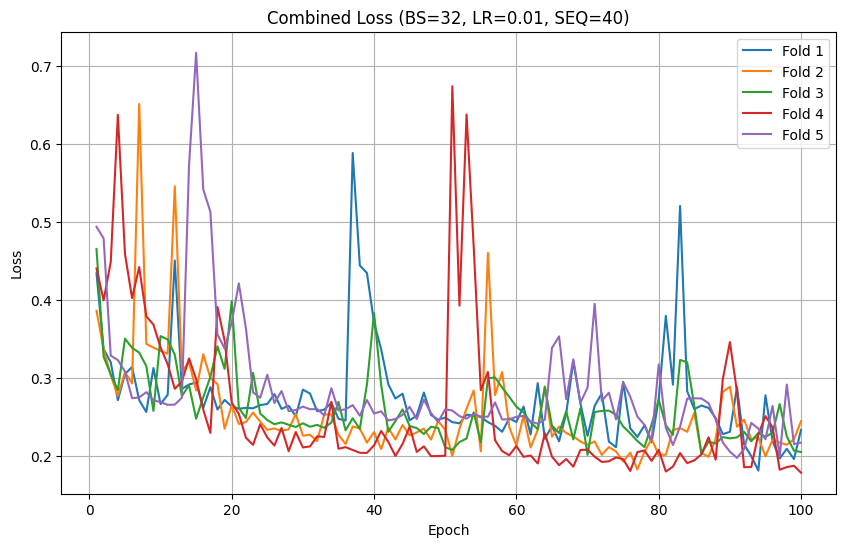 Combined Loss (BS=32, LR=0.01, SEQ=40)
Fold 1
Fold 2
Fold 3
Fold 4
Fold 5
Loss
0.7
0.6
0.5
0.4
0.3
0.2
0 20 40 60 80 100
Epoch